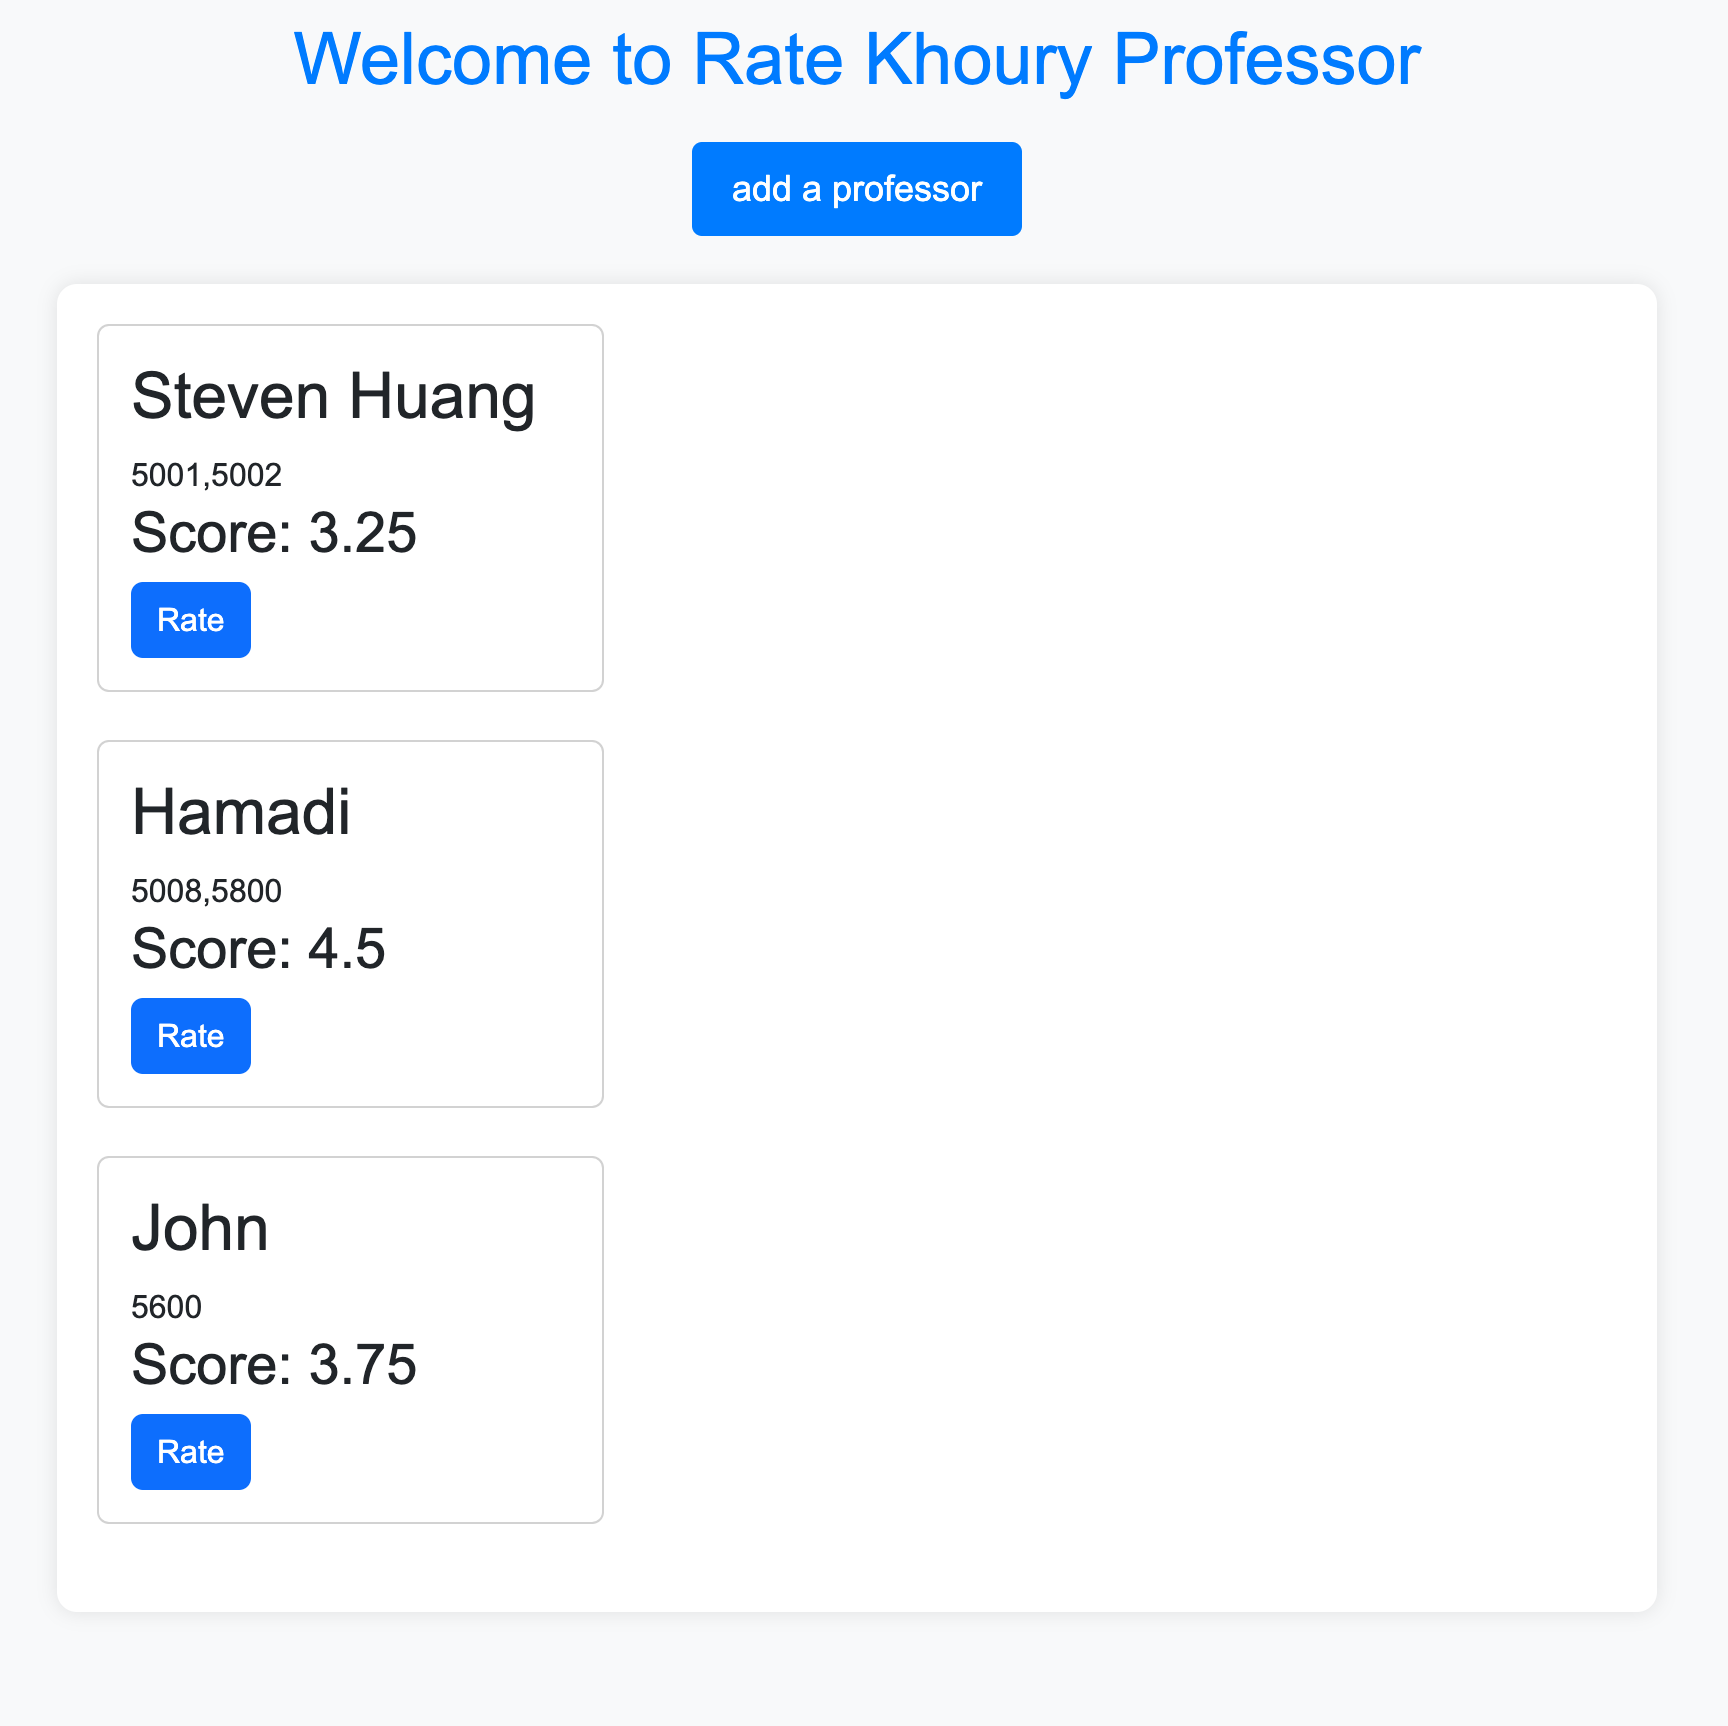 Welcome to Rate Khoury Professor
add a professor
Steven Huang
5001,5002
Score: 3.25
Rate
Hamadi
5008,5800
Score: 4.5
Rate
John
5600
Score: 3.75
Rate